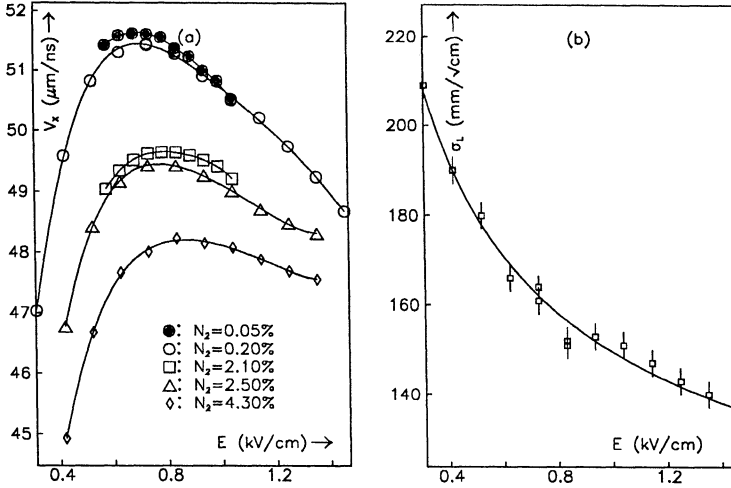 52
51
50
49
48
47
46
45
V_x (μm/ns) →
(a)
●: N₂=0.05%
○: N₂=0.20%
□: N₂=2.10%
△: N₂=2.50%
◇: N₂=4.30%
E (kV/cm) →
0.4
0.8
1.2
220
200
180
160
140
σ_L (mm/√cm) →
(b)
E (kV/cm)
0.4
0.8
1.2